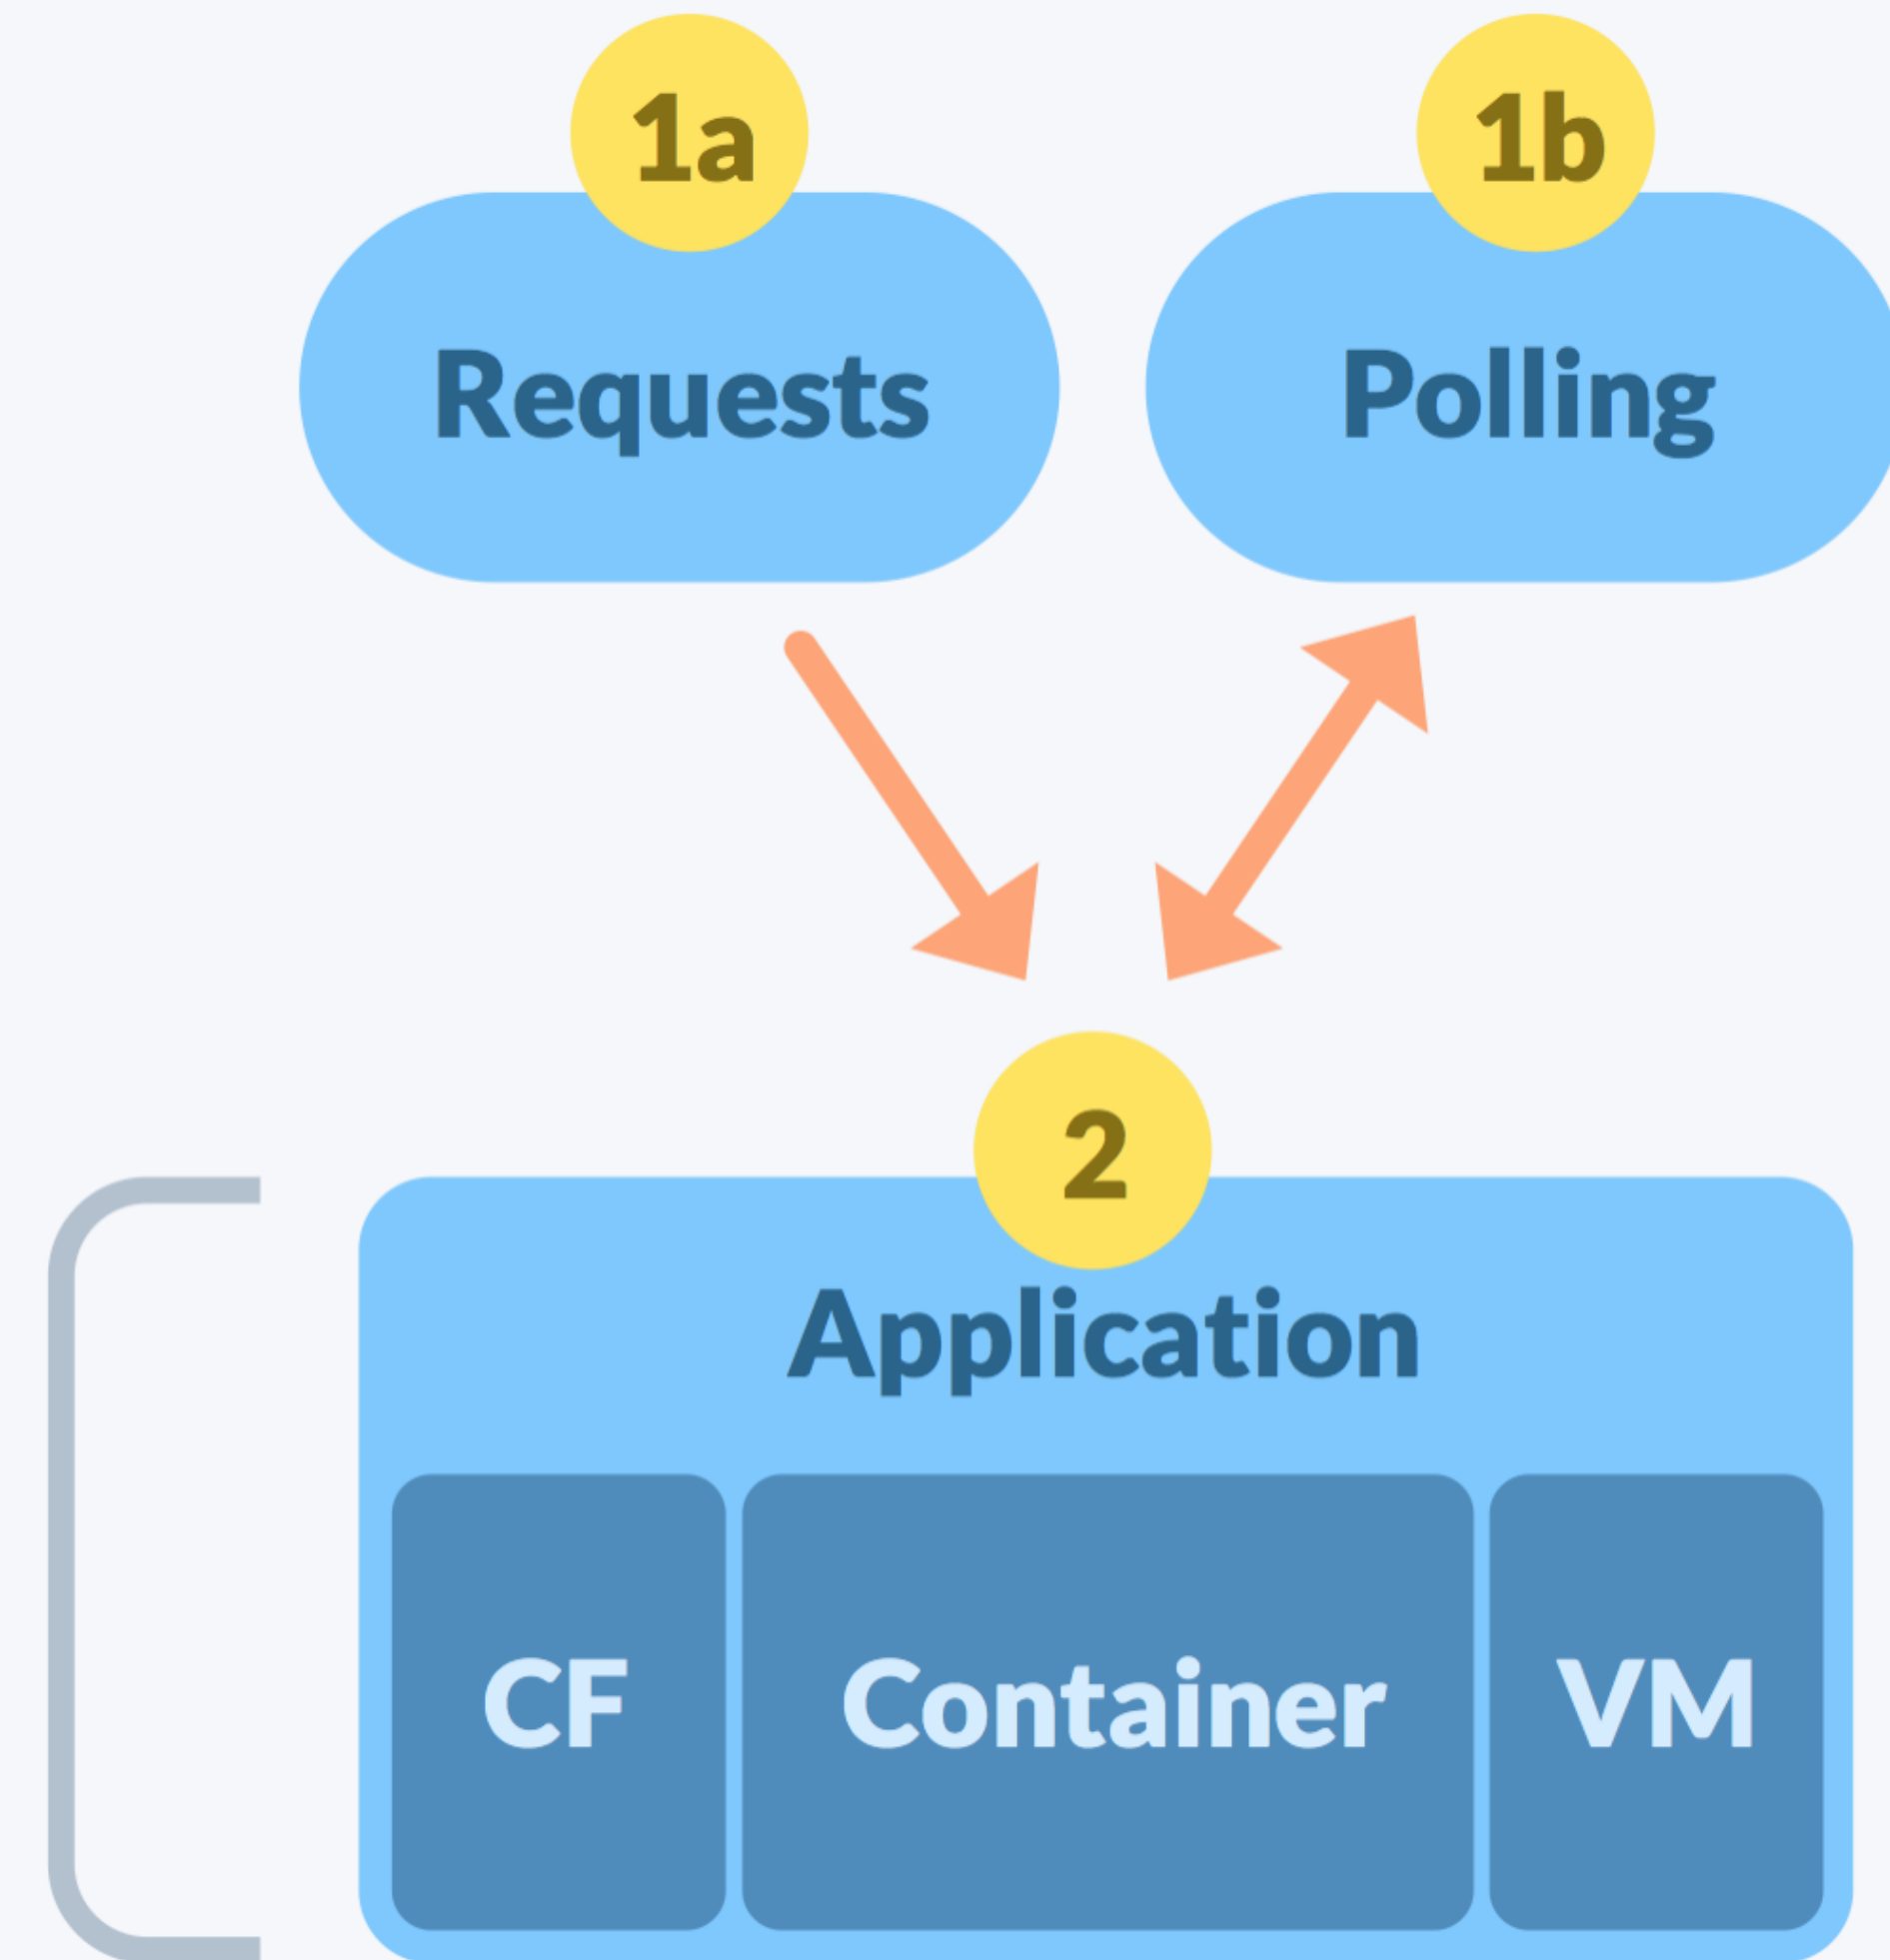 1a
1b
Requests
Polling
2
Application
CF
Container
VM